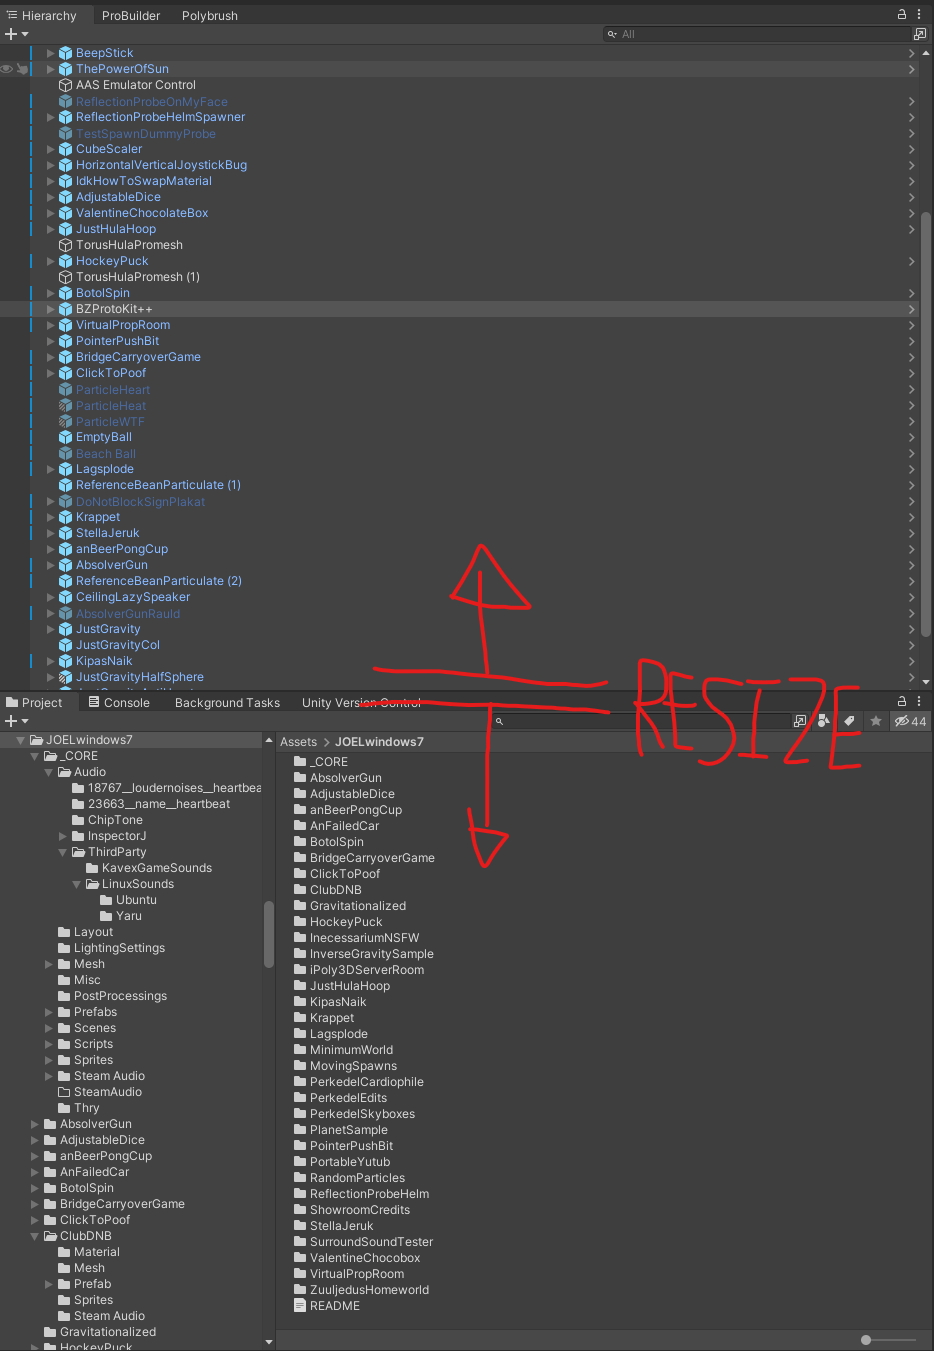 Hierarchy ProBuilder Polybrush
All
BeepStick
ThePowerOfSun
AAS Emulator Control
ReflectionProbeOnMyFace
ReflectionProbeHelmSpawner
TestSpawnDummyProbe
CubeScaler
HorizontalVerticalJoystickBug
IdkHowToSwapMaterial
AdjustableDice
ValentineChocolateBox
JustHulaHoop
TorusHulaPromesh
HockeyPuck
TorusHulaPromesh (1)
BotolSpin
BZProtoKit++
VirtualPropRoom
PointerPushBit
BridgeCarryoverGame
ClickToPoof
ParticleHeart
ParticleHeat
ParticleWTF
EmptyBall
Beach Ball
Lagsplode
ReferenceBeanParticulate (1)
DoNotBlockSignPlakat
Krappet
StellaJeruk
anBeerPongCup
AbsolverGun
ReferenceBeanParticulate (2)
CeilingLazySpeaker
AbsolverGunRauld
JustGravity
JustGravityCol
KipasNaik
JustGravityHalfSphere
RESIZE
Project Console Background Tasks Unity Version Control
44
JOELwindows7
_CORE
Audio
18767__loudernoises__heartbea
23663__name__heartbeat
ChipTone
InspectorJ
ThirdParty
KavexGameSounds
LinuxSounds
Ubuntu
Yaru
Layout
LightingSettings
Mesh
Misc
PostProcessings
Prefabs
Scenes
Scripts
Sprites
Steam Audio
SteamAudio
Thry
AbsolverGun
AdjustableDice
anBeerPongCup
AnFailedCar
BotolSpin
BridgeCarryoverGame
ClickToPoof
ClubDNB
Material
Mesh
Prefab
Sprites
Steam Audio
Gravitationalized
HockeyPuck
Assets > JOELwindows7
_CORE
AbsolverGun
AdjustableDice
anBeerPongCup
AnFailedCar
BotolSpin
BridgeCarryoverGame
ClickToPoof
ClubDNB
Gravitationalized
HockeyPuck
InecessariumNSFW
InverseGravitySample
iPoly3DServerRoom
JustHulaHoop
KipasNaik
Krappet
Lagsplode
MinimumWorld
MovingSpawns
PerkedelCardiophile
PerkedelEdits
PerkedelSkyboxes
PlanetSample
PointerPushBit
PortableYutub
RandomParticles
ReflectionProbeHelm
ShowroomCredits
StellaJeruk
SurroundSoundTester
ValentineChocobox
VirtualPropRoom
ZuuljedusHomeworld
README